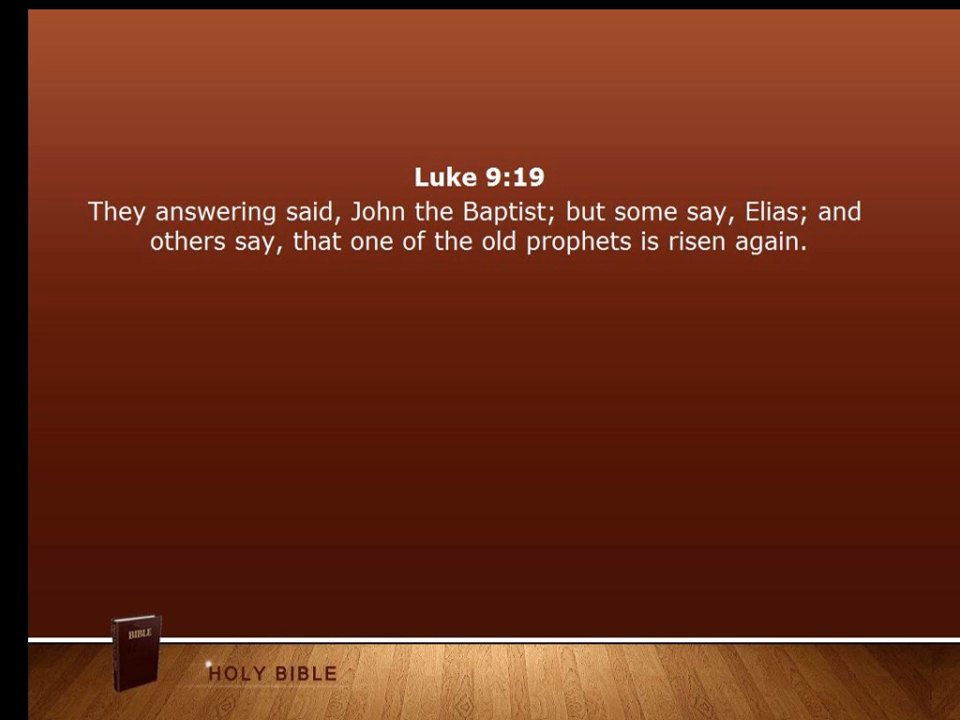 Luke 9:19
They answering said, John the Baptist; but some say, Elias; and
others say, that one of the old prophets is risen again.
BIBLE
HOLY BIBLE